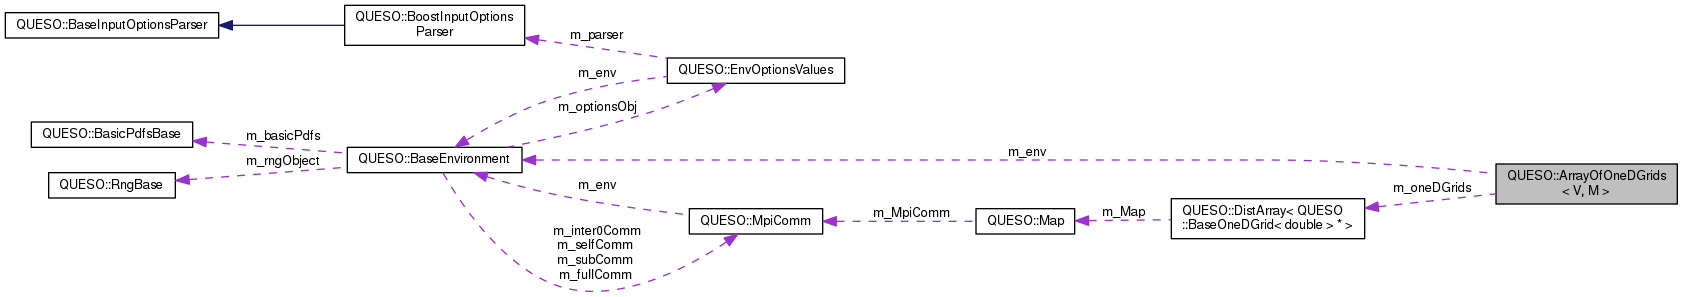 QUESO::BaseInputOptionsParser
QUESO::BoostInputOptions
Parser
m_parser
QUESO::EnvOptionsValues
m_env
m_optionsObj
QUESO::BasicPdfsBase
m_basicPdfs
m_rngObject
QUESO::RngBase
QUESO::BaseEnvironment
m_env
QUESO::ArrayOfOneDGrids
< V, M >
m_oneDGrids
m_env
QUESO::MpiComm
m_MpiComm
QUESO::Map
m_Map
QUESO::DistArray< QUESO
::BaseOneDGrid< double > * >
m_inter0Comm
m_selfComm
m_subComm
m_fullComm